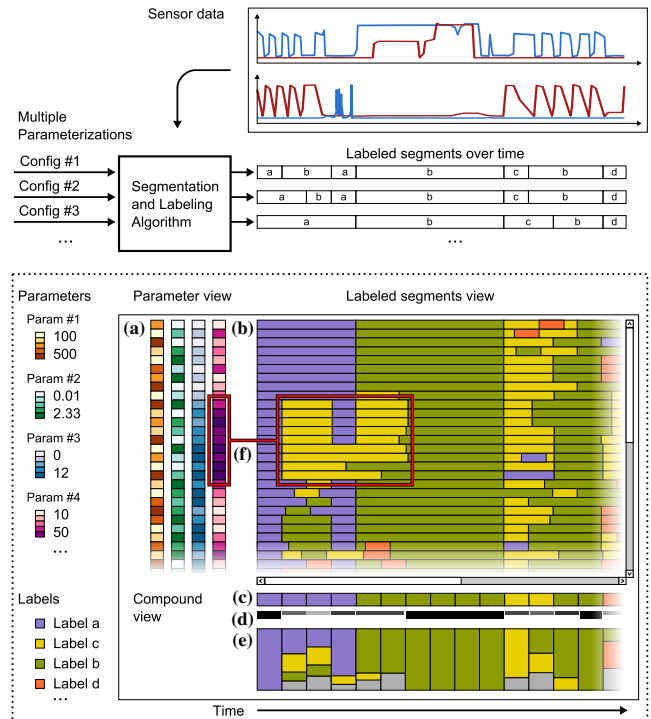 Sensor data
Multiple
Parameterizations
Labeled segments over time
Config #1
Config #2
Config #3
...
Segmentation
and Labeling
Algorithm
a b a b c b d
a b a b c b d
a b c b d
...
Parameters
Parameter view
Labeled segments view
(a)
(b)
Param #1
100
500
Param #2
0.01
2.33
(f)
Param #3
0
12
Param #4
10
50
...
Labels
Compound
view
(c)
(d)
(e)
Label a
Label c
Label b
Label d
...
Time